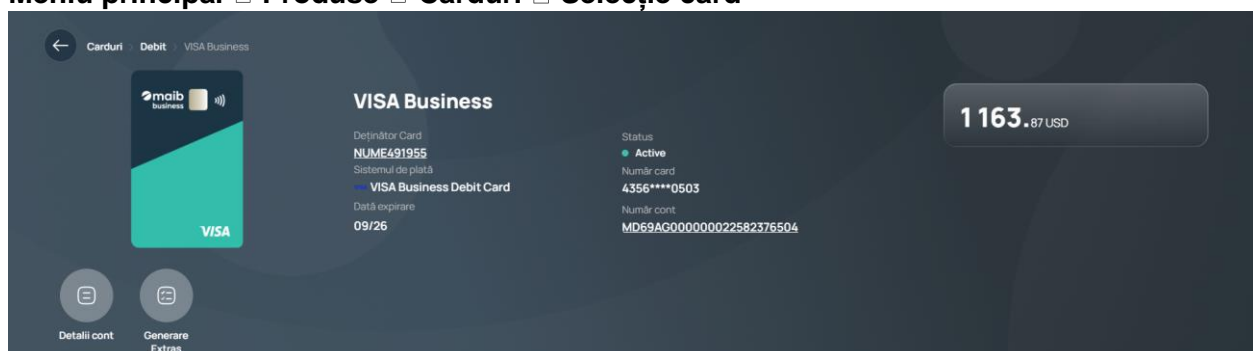 Meniu principal □ Produse □ Carduri □ Selecție card
Carduri
Debit
VISA Business
maib
business
VISA
VISA Business
Deținător Card
NUME491955
Sistemul de plată
VISA Business Debit Card
Dată expirare
09/26
Status
Active
Număr card
4356****0503
Număr cont
MD69AG000000022582376504
1 163.87 USD
Detalii cont
Generare
Extras